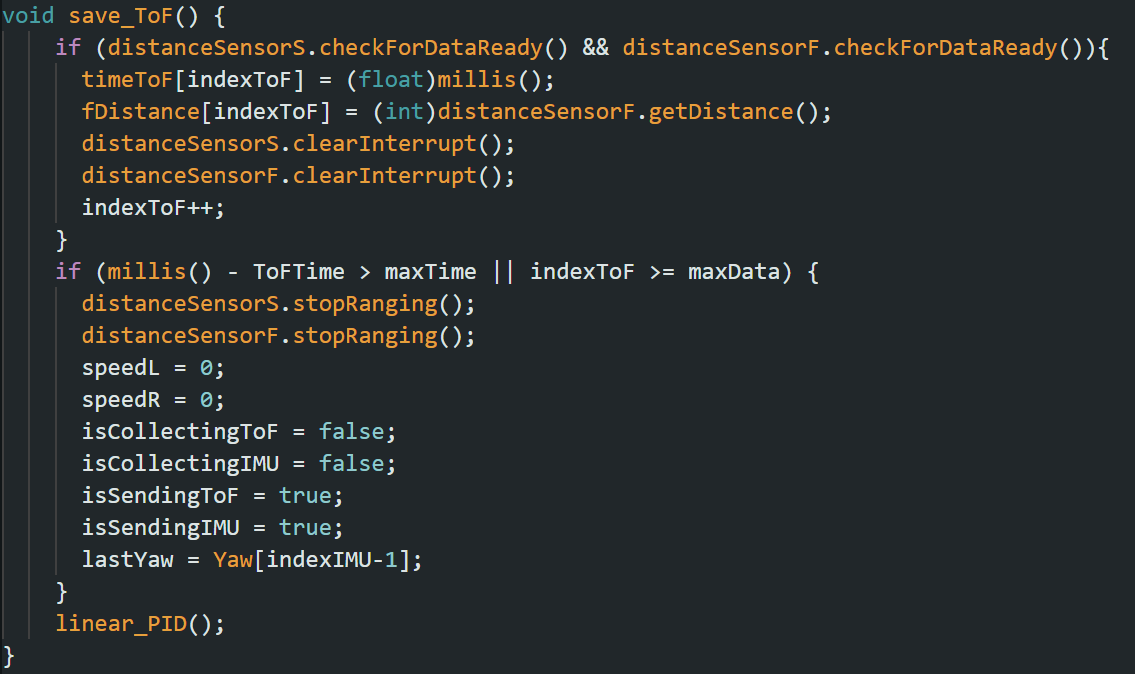 void save_ToF() {
    if (distanceSensorS.checkForDataReady() && distanceSensorF.checkForDataReady()){
      timeToF[indexToF] = (float)millis();
      fDistance[indexToF] = (int)distanceSensorF.getDistance();
      distanceSensorS.clearInterrupt();
      distanceSensorF.clearInterrupt();
      indexToF++;
    }
    if (millis() - ToFTime > maxTime || indexToF >= maxData) {
      distanceSensorS.stopRanging();
      distanceSensorF.stopRanging();
      speedL = 0;
      speedR = 0;
      isCollectingToF = false;
      isCollectingIMU = false;
      isSendingToF = true;
      isSendingIMU = true;
      lastYaw = Yaw[indexIMU-1];
    }
    linear_PID();
}